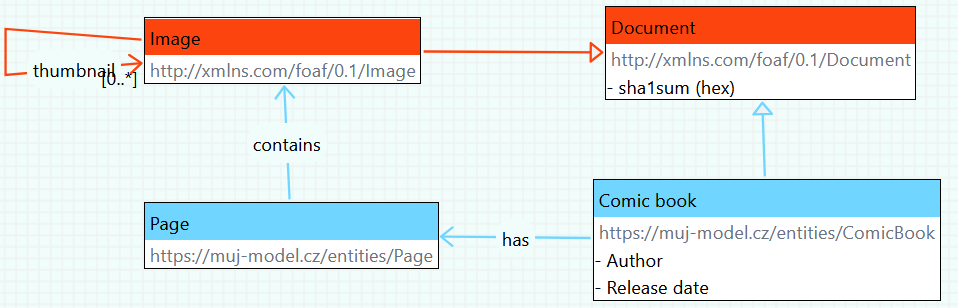 Image
http://xmlns.com/foaf/0.1/Image
thumbnail
[0..*]
Document
http://xmlns.com/foaf/0.1/Document
- sha1sum (hex)
contains
Page
https://muj-model.cz/entities/Page
has
Comic book
https://muj-model.cz/entities/ComicBook
- Author
- Release date